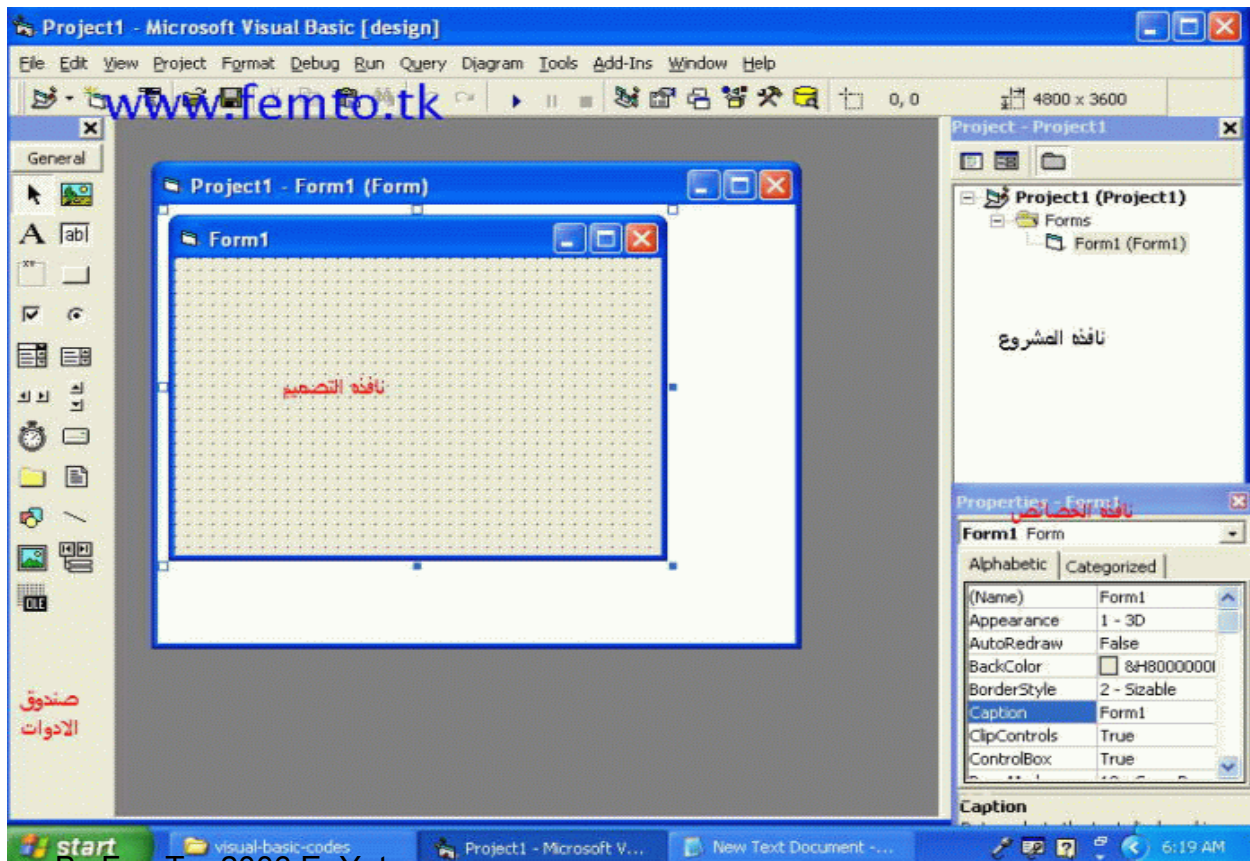 Project1 - Microsoft Visual Basic [design]
File Edit View Project Format Debug Run Query Diagram Tools Add-Ins Window Help
www.femto.tk
0, 0
4800 x 3600
General
A
ab
xv
OLE
صندوق
الادوات
Project1 - Form1 (Form)
Form1
نافذه التصميم
Project - Project1
Project1 (Project1)
Forms
Form1 (Form1)
نافذه المشروع
Properties - Form1
نافذه الخصائص
Form1 Form
Alphabetic Categorized
(Name) Form1
Appearance 1 - 3D
AutoRedraw False
BackColor &H8000000
BorderStyle 2 - Sizable
Caption Form1
ClipControls True
ControlBox True
Caption
start
visual-basic-codes
Project1 - Microsoft V...
New Text Document -...
6:19 AM